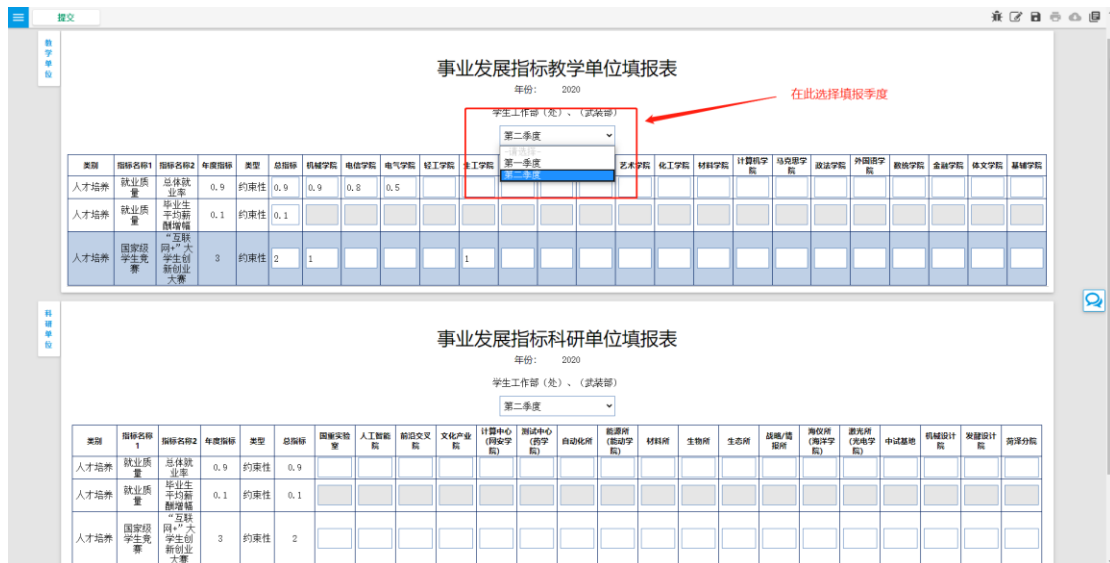 提交
教学单位
事业发展指标教学单位填报表
年份: 2020
在此选择填报季度
学生工作部（处）、（武装部）
第二季度
-请选择-
第一季度
第二季度
类别 指标名称1 指标名称2 年度指标 类型 总指标 机械学院 电信学院 电气学院 轻工学院 生工学院 艺术学院 化工学院 材料学院 计算机学院 马克思学院 政法学院 外国语学院 数统学院 金融学院 体文学院 基辅学院
人才培养 就业质量 总体就业率 0.9 约束性 0.9 0.9 0.8 0.5
人才培养 就业质量 毕业生平均薪酬增幅 0.1 约束性 0.1
人才培养 国家级学生竞赛 “互联网+”大学生创新创业大赛 3 约束性 2 1 1
科研单位
事业发展指标科研单位填报表
年份: 2020
学生工作部（处）、（武装部）
第二季度
类别 指标名称1 指标名称2 年度指标 类型 总指标 国重实验室 人工智能院 前沿交叉院 文化产业院 计算中心(网安学院) 测试中心(药学院) 自动化所 能源所(能动学院) 材料所 生物所 生态所 战略/情报所 海仪所(海洋学院) 激光所(光电学院) 中试基地 机械设计院 发酵设计院 菏泽分院
人才培养 就业质量 总体就业率 0.9 约束性 0.9
人才培养 就业质量 毕业生平均薪酬增幅 0.1 约束性 0.1
人才培养 国家级学生竞赛 “互联网+”大学生创新创业大赛 3 约束性 2